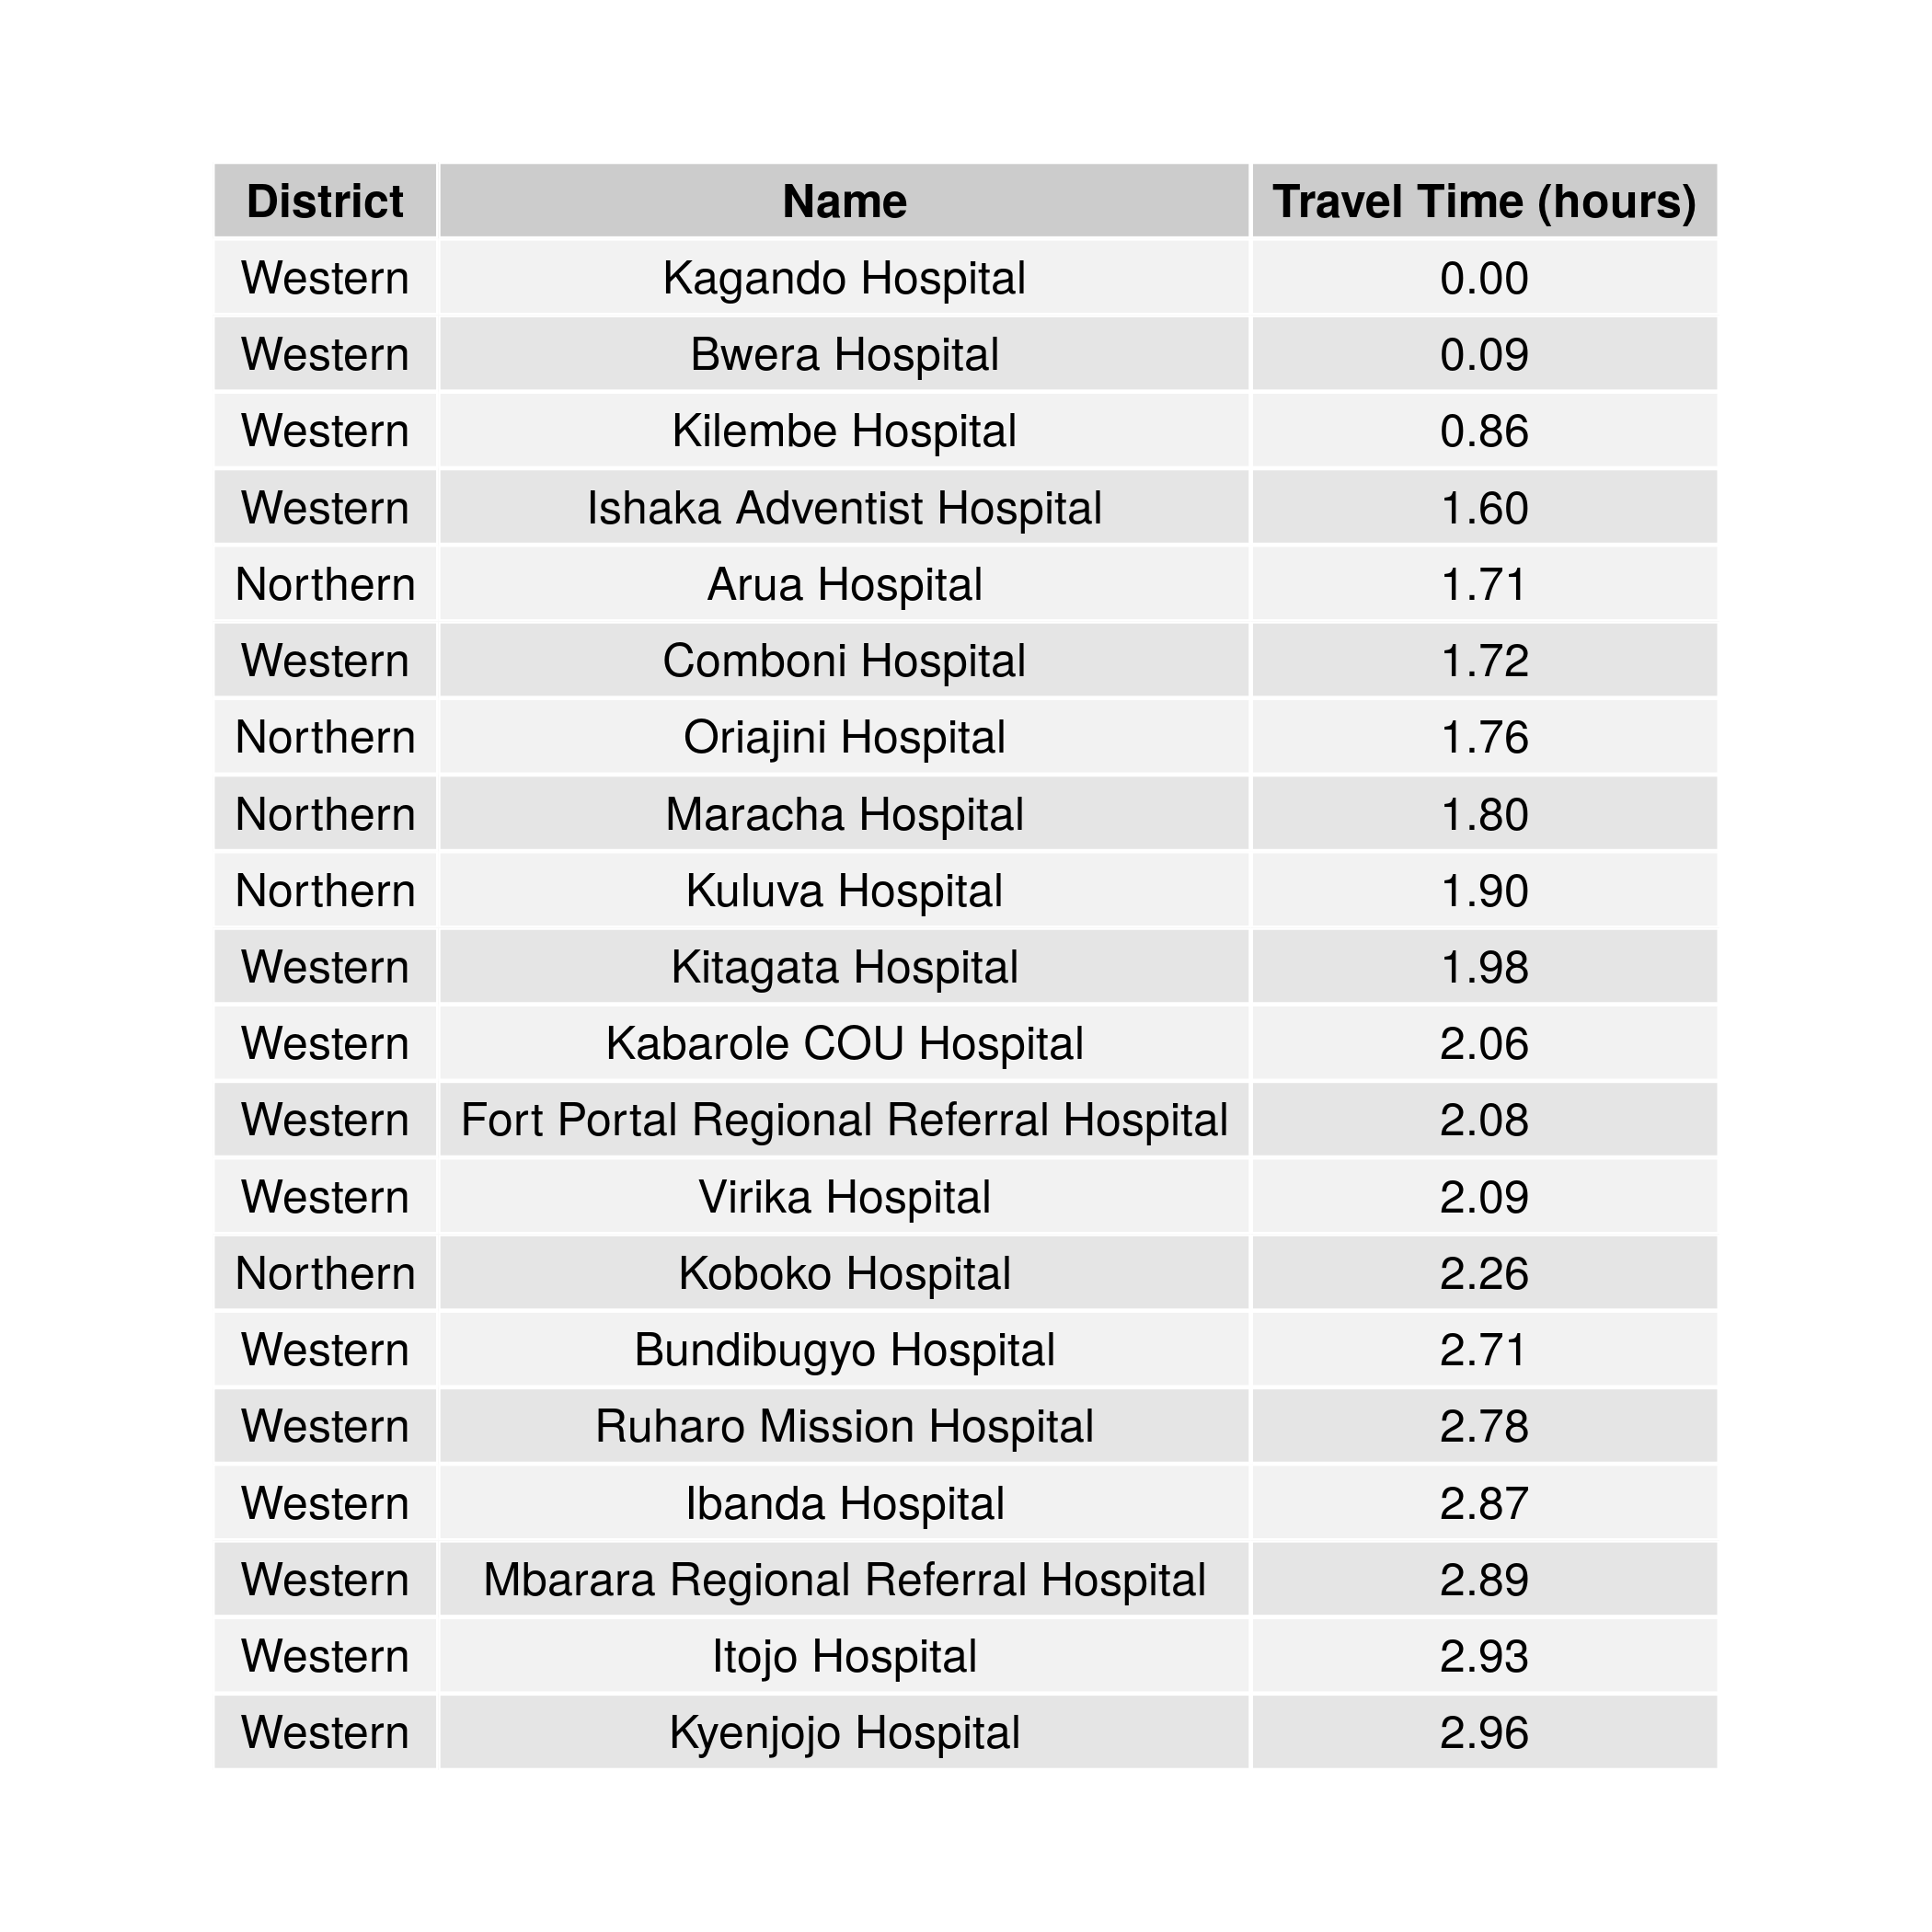 District Name Travel Time (hours)
Western Kagando Hospital 0.00
Western Bwera Hospital 0.09
Western Kilembe Hospital 0.86
Western Ishaka Adventist Hospital 1.60
Northern Arua Hospital 1.71
Western Comboni Hospital 1.72
Northern Oriajini Hospital 1.76
Northern Maracha Hospital 1.80
Northern Kuluva Hospital 1.90
Western Kitagata Hospital 1.98
Western Kabarole COU Hospital 2.06
Western Fort Portal Regional Referral Hospital 2.08
Western Virika Hospital 2.09
Northern Koboko Hospital 2.26
Western Bundibugyo Hospital 2.71
Western Ruharo Mission Hospital 2.78
Western Ibanda Hospital 2.87
Western Mbarara Regional Referral Hospital 2.89
Western Itojo Hospital 2.93
Western Kyenjojo Hospital 2.96